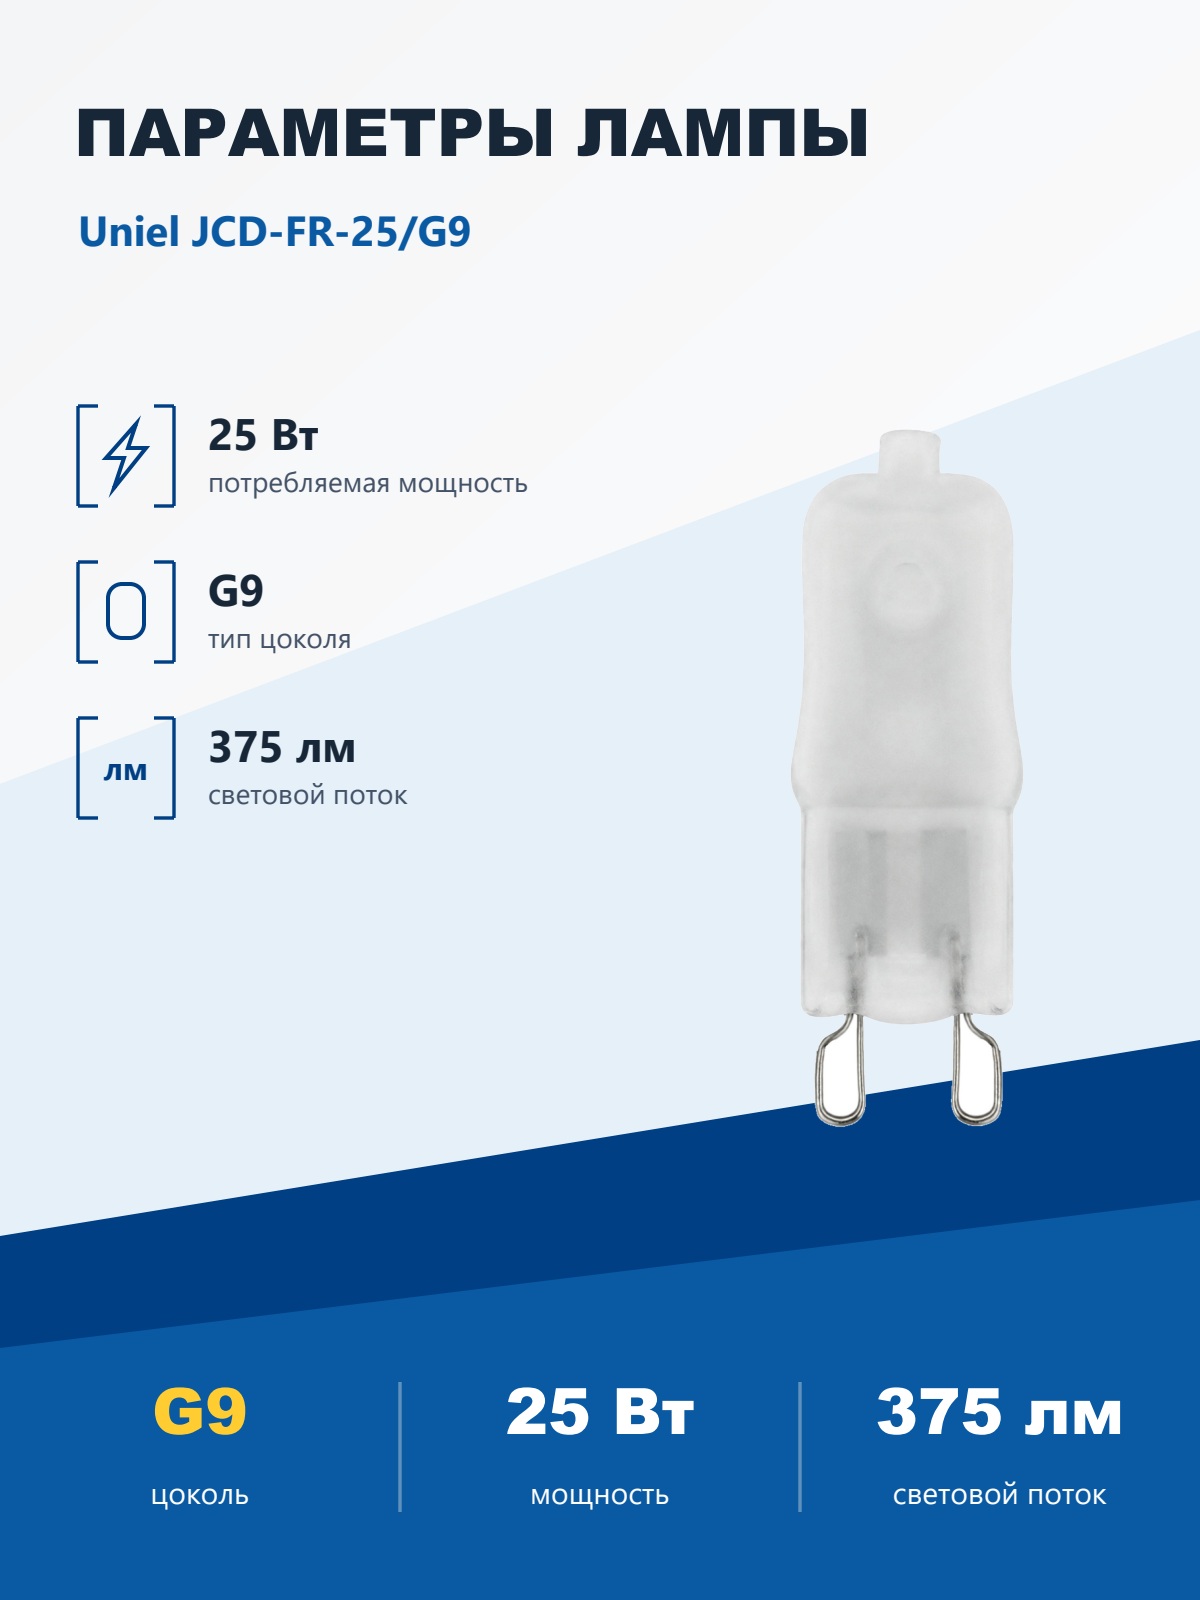 ПАРАМЕТРЫ ЛАМПЫ
Uniel JCD-FR-25/G9
25 Вт
потребляемая мощность
G9
тип цоколя
лм
375 лм
световой поток
G9
цоколь
25 Вт
мощность
375 лм
световой поток